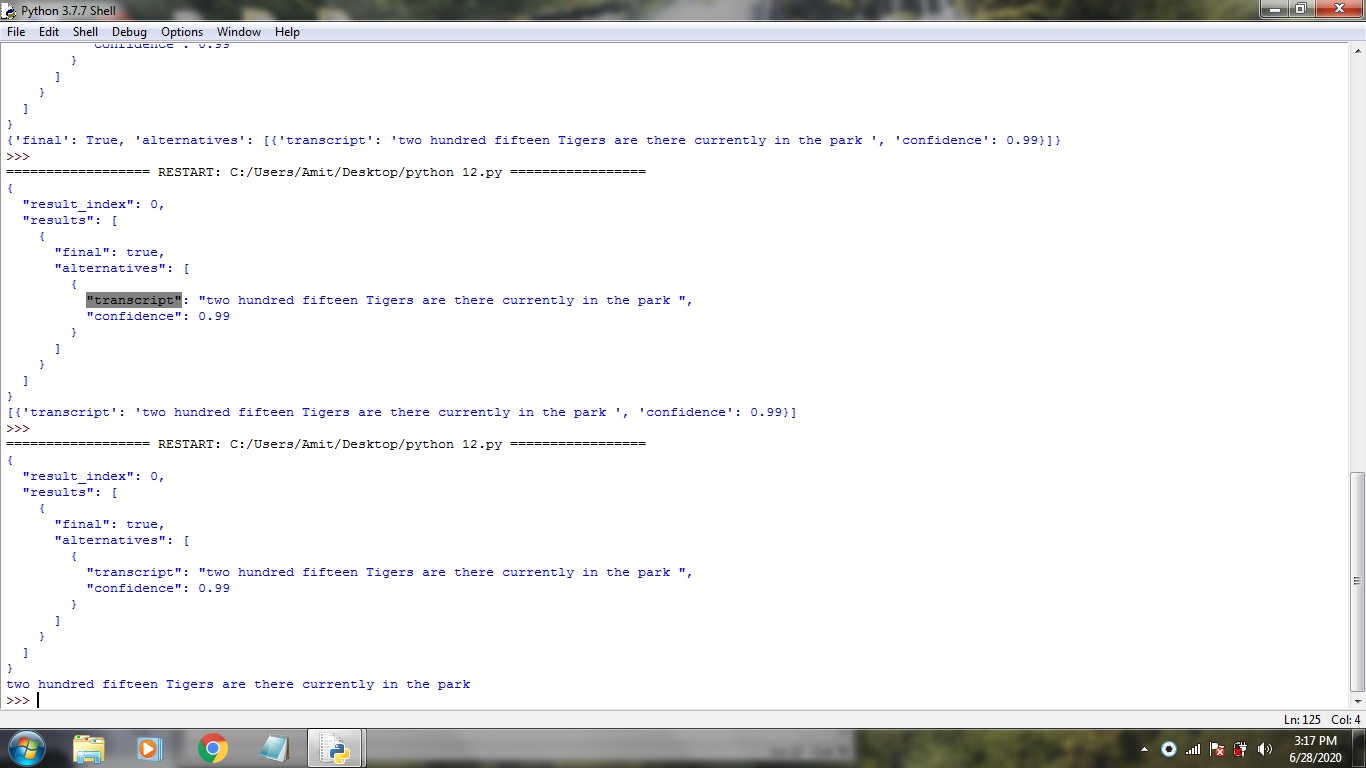 Python 3.7.7 Shell
File Edit Shell Debug Options Window Help
"confidence": 0.99
}
]
}
]
}
{'final': True, 'alternatives': [{'transcript': 'two hundred fifteen Tigers are there currently in the park ', 'confidence': 0.99}]}
>>>
================== RESTART: C:/Users/Amit/Desktop/python 12.py =================
{
"result_index": 0,
"results": [
{
"final": true,
"alternatives": [
{
"transcript": "two hundred fifteen Tigers are there currently in the park ",
"confidence": 0.99
}
]
}
]
}
[{'transcript': 'two hundred fifteen Tigers are there currently in the park ', 'confidence': 0.99}]
>>>
================== RESTART: C:/Users/Amit/Desktop/python 12.py =================
{
"result_index": 0,
"results": [
{
"final": true,
"alternatives": [
{
"transcript": "two hundred fifteen Tigers are there currently in the park ",
"confidence": 0.99
}
]
}
]
}
two hundred fifteen Tigers are there currently in the park
>>>
Ln: 125 Col: 4
3:17 PM
6/28/2020